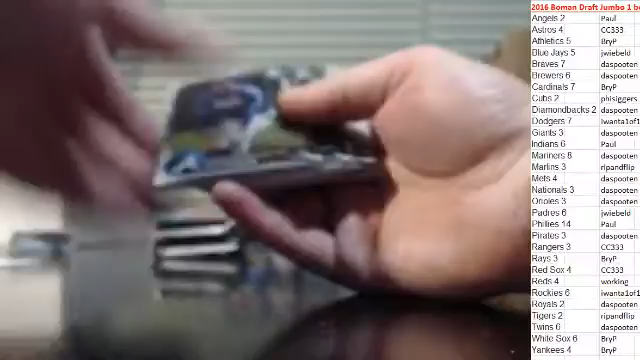 2016 Boman Draft Jumbo 1 b
Angels 2 Paul
Astros 4 CC333
Athletics 5 BryP
Blue Jays 5 jwiebeld
Braves 7 daspooten
Brewers 6 daspooten
Cardinals 7 BryP
Cubs 2 phisiggers
Diamondbacks 2 daspooten
Dodgers 7 iwanta1of1
Giants 3 daspooten
Indians 6 Paul
Mariners 8 daspooten
Marlins 3 ripandflip
Mets 4 daspooten
Nationals 3 daspooten
Orioles 3 daspooten
Padres 6 jwiebeld
Phillies 14 Paul
Pirates 3 daspooten
Rangers 3 CC333
Rays 3 BryP
Red Sox 4 CC333
Reds 4 working
Rockies 6 iwanta1of1
Royals 2 daspooten
Tigers 2 ripandflip
Twins 6 daspooten
White Sox 6 BryP
Yankees 4 BryP